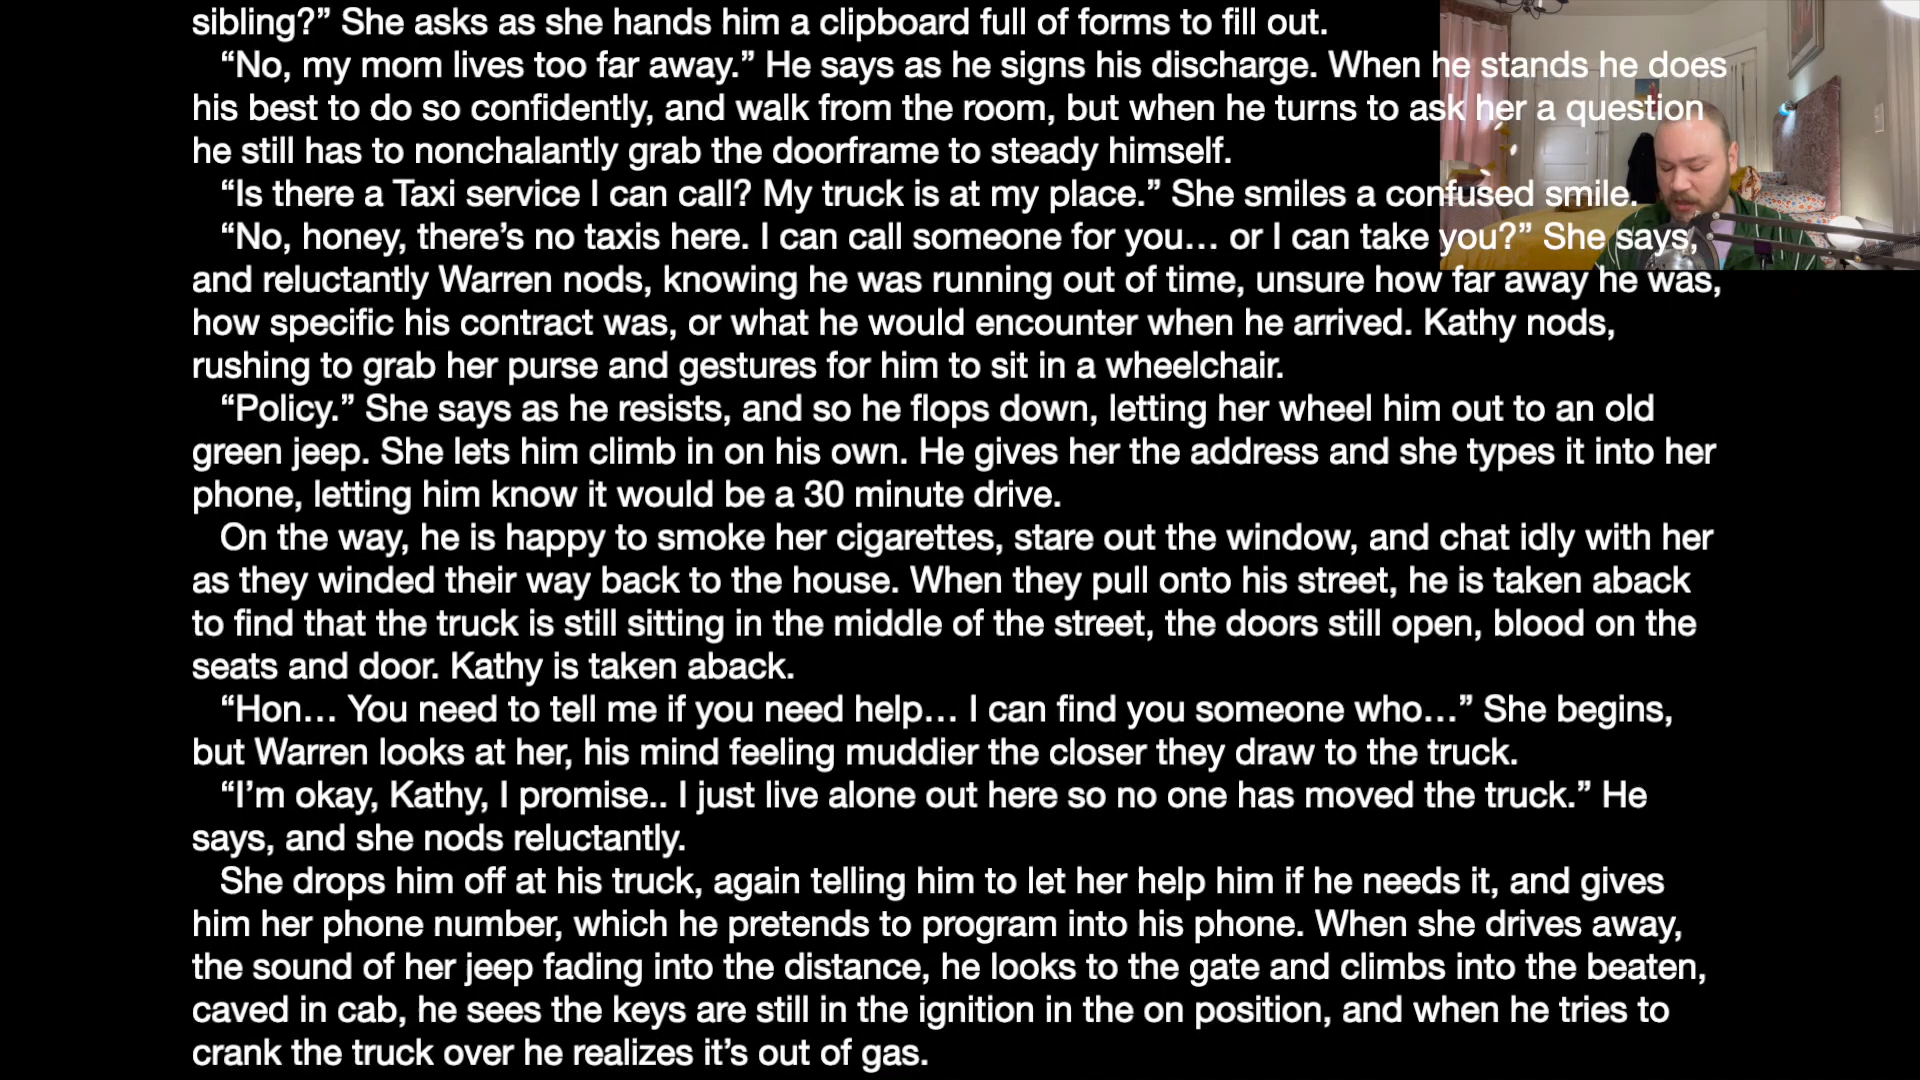 sibling?” She asks as she hands him a clipboard full of forms to fill out.
“No, my mom lives too far away.” He says as he signs his discharge. When he stands he does
his best to do so confidently, and walk from the room, but when he turns to ask her a question
he still has to nonchalantly grab the doorframe to steady himself.
“Is there a Taxi service I can call? My truck is at my place.” She smiles a confused smile.
“No, honey, there’s no taxis here. I can call someone for you… or I can take you?” She says,
and reluctantly Warren nods, knowing he was running out of time, unsure how far away he was,
how specific his contract was, or what he would encounter when he arrived. Kathy nods,
rushing to grab her purse and gestures for him to sit in a wheelchair.
“Policy.” She says as he resists, and so he flops down, letting her wheel him out to an old
green jeep. She lets him climb in on his own. He gives her the address and she types it into her
phone, letting him know it would be a 30 minute drive.
On the way, he is happy to smoke her cigarettes, stare out the window, and chat idly with her
as they winded their way back to the house. When they pull onto his street, he is taken aback
to find that the truck is still sitting in the middle of the street, the doors still open, blood on the
seats and door. Kathy is taken aback.
“Hon… You need to tell me if you need help… I can find you someone who…” She begins,
but Warren looks at her, his mind feeling muddier the closer they draw to the truck.
“I’m okay, Kathy, I promise.. I just live alone out here so no one has moved the truck.” He
says, and she nods reluctantly.
She drops him off at his truck, again telling him to let her help him if he needs it, and gives
him her phone number, which he pretends to program into his phone. When she drives away,
the sound of her jeep fading into the distance, he looks to the gate and climbs into the beaten,
caved in cab, he sees the keys are still in the ignition in the on position, and when he tries to
crank the truck over he realizes it’s out of gas.